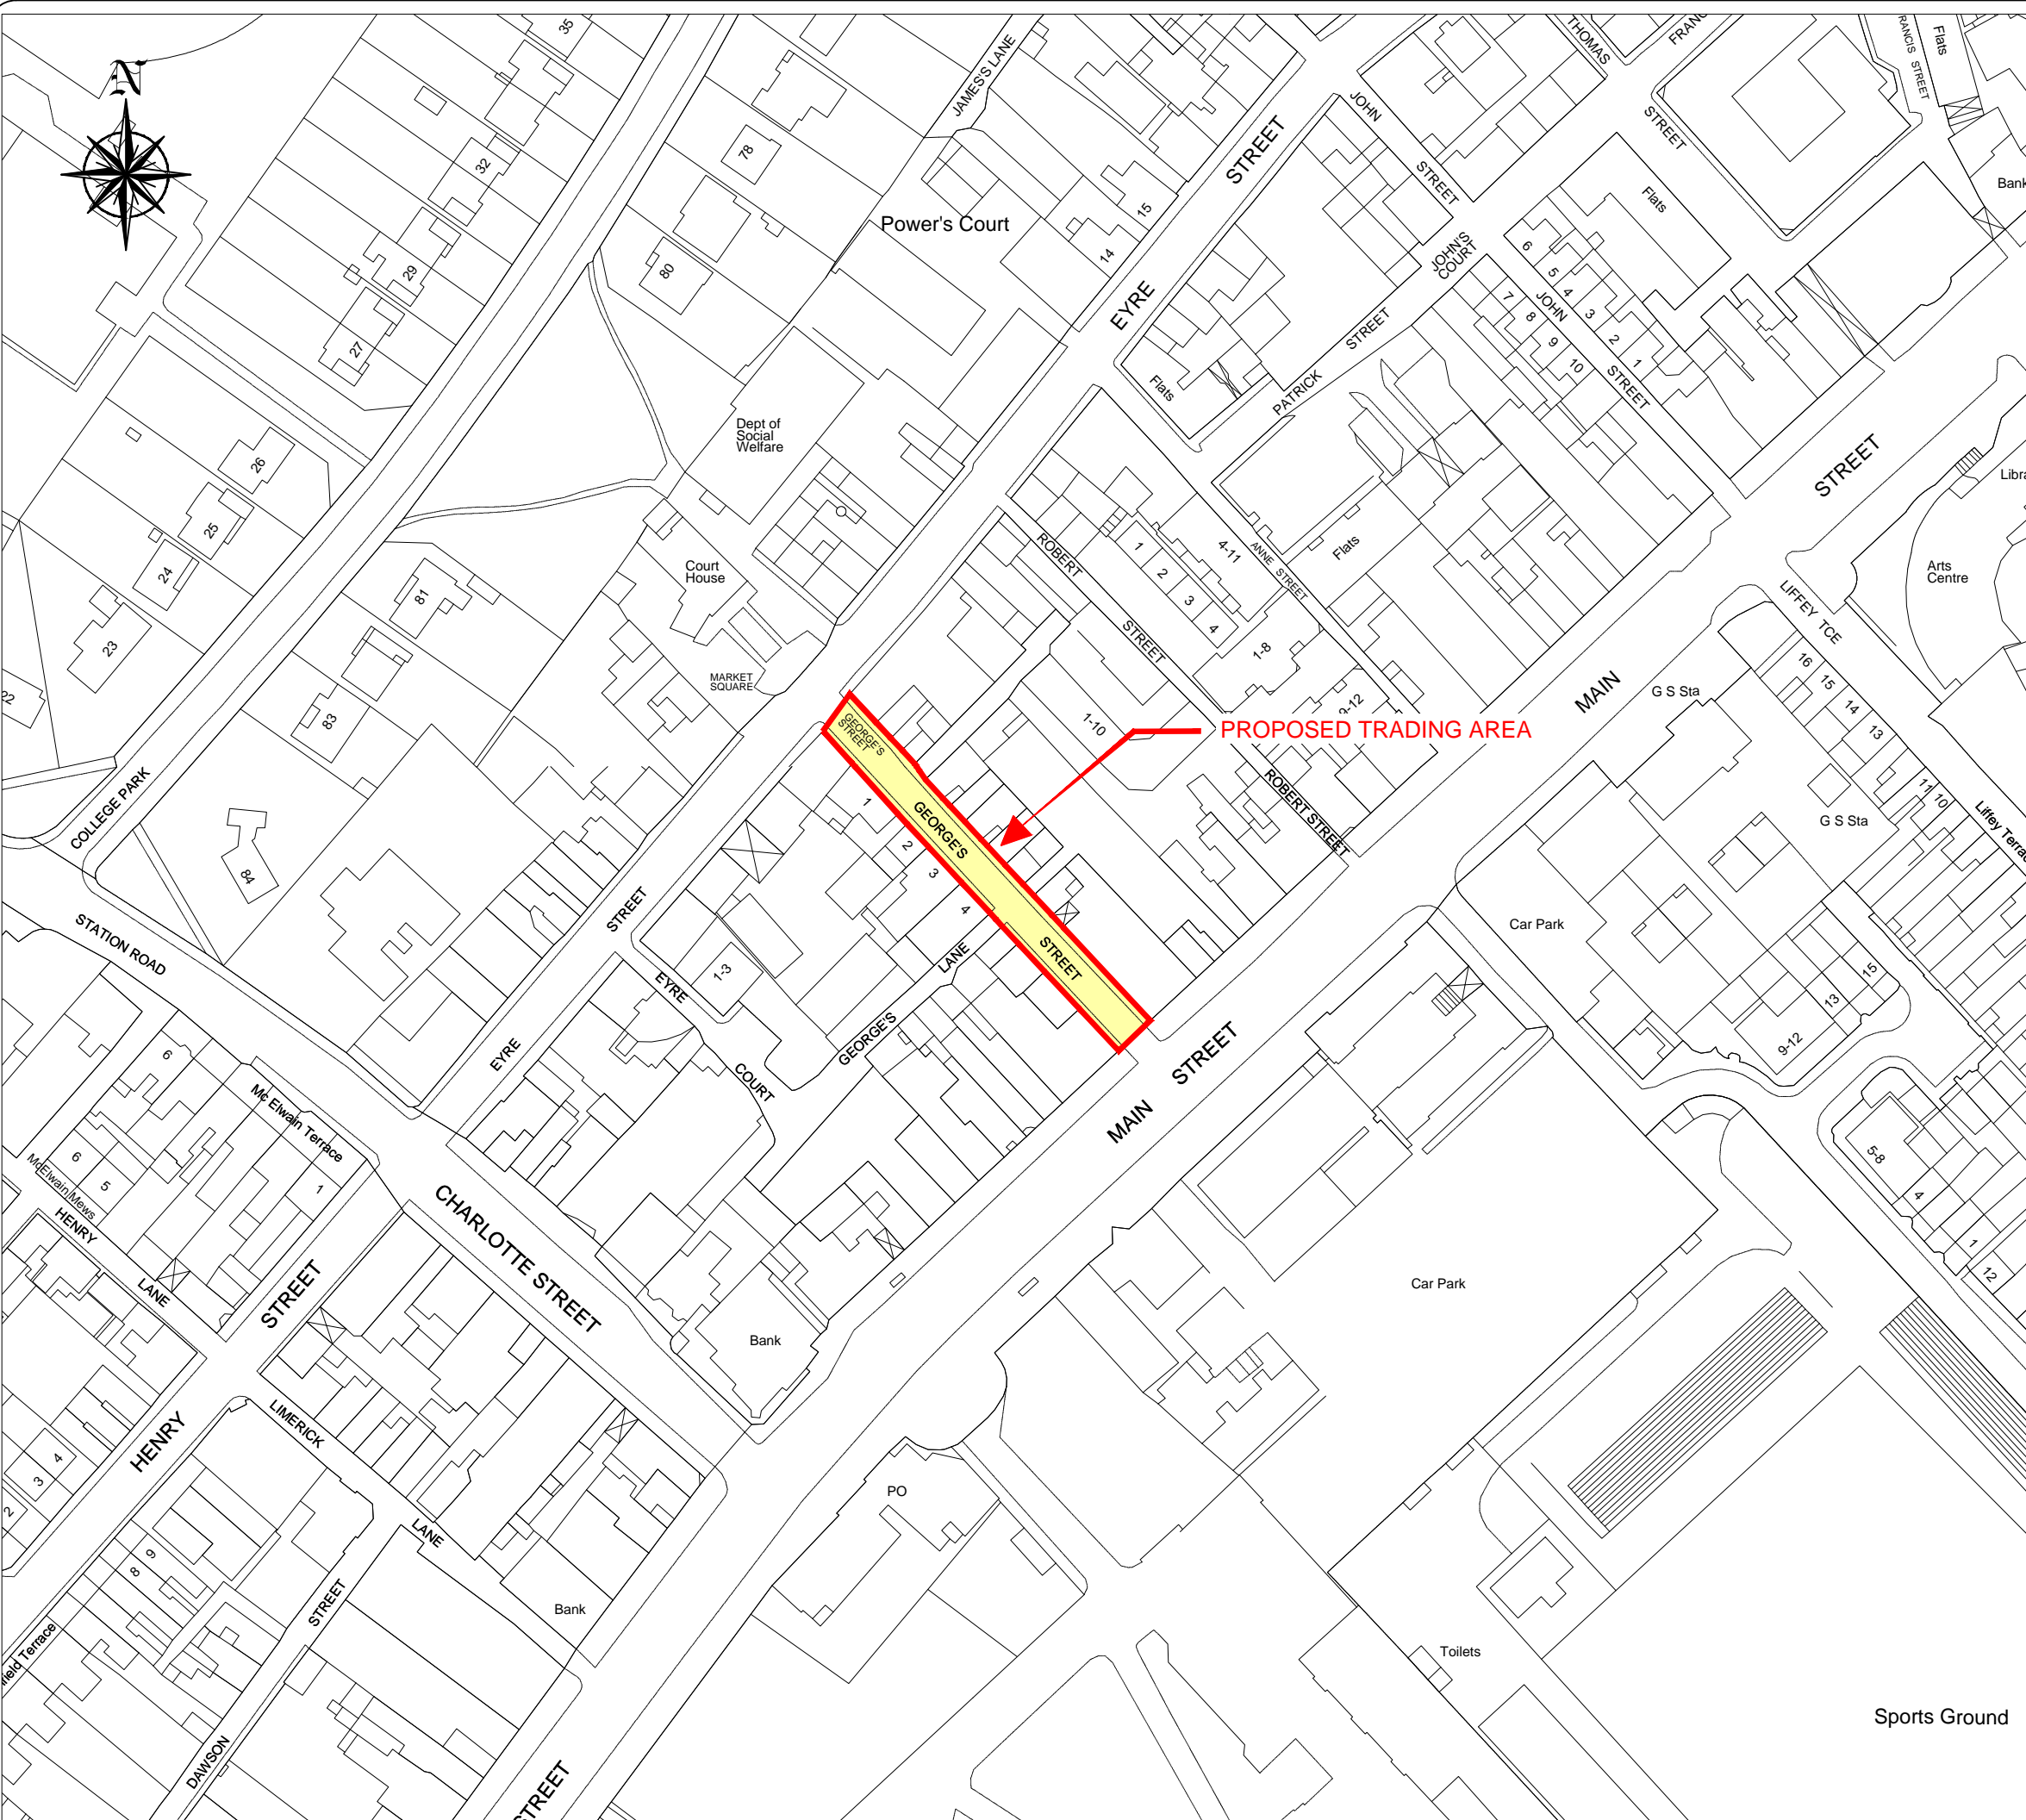 N
35
JAMES'S LANE
THOMAS
STREET
Flats
Bank
32
78
EYRE STREET
JOHN
STREET
Flats
Power's Court
15
14
29
80
JOHN'S
COURT
6
5
4
3
2
1
7
8
9
10
JOHN
STREET
27
Flats
PATRICK STREET
Dept of
Social
Welfare
26
25
24
23
81
83
Court
House
MARKET
SQUARE
ROBERT
STREET
1
2
3
4
4-11
ANNE STREET
Flats
1-8
9-12
1-10
STREET
MAIN
Arts
Centre
LIFFEY TCE
16
15
14
13
11
10
G S Sta
G S Sta
PROPOSED TRADING AREA
ROBERT STREET
GEORGE'S
STREET
GEORGE'S
STREET
1
2
3
4
GEORGE'S LANE
COLLEGE PARK
84
STATION ROAD
EYRE STREET
EYRE
COURT
1-3
Car Park
15
13
9-12
MAIN STREET
6
Mc Elwain Terrace
1
6
5
McElwain Mews
HENRY
LANE
CHARLOTTE STREET
5-8
4
1
12
Car Park
HENRY STREET
Bank
LIMERICK
LANE
4
3
2
PO
9
8
Bank
STREET
DAWSON
Toilets
Sports Ground
STREET